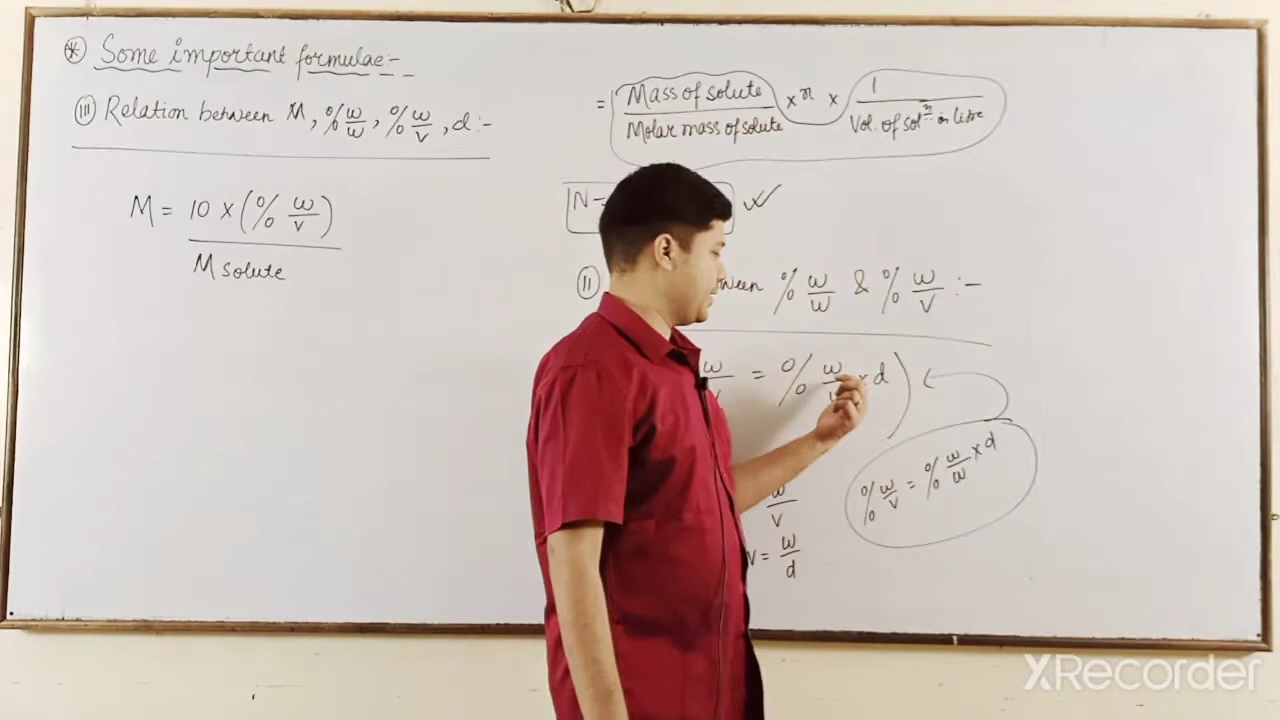 * Some important formulae:-
III Relation between M, % w/w, % w/v, d :-
M = 10 × (% w/v)
M solute
= Mass of solute / Molar mass of solute × n × 1 / Vol. of solⁿ in litre
N =
II % w/w & % w/v :-
w/v = % w/ × d
% w/v = % w/w × d
w/v
v = w/d
XRecorder